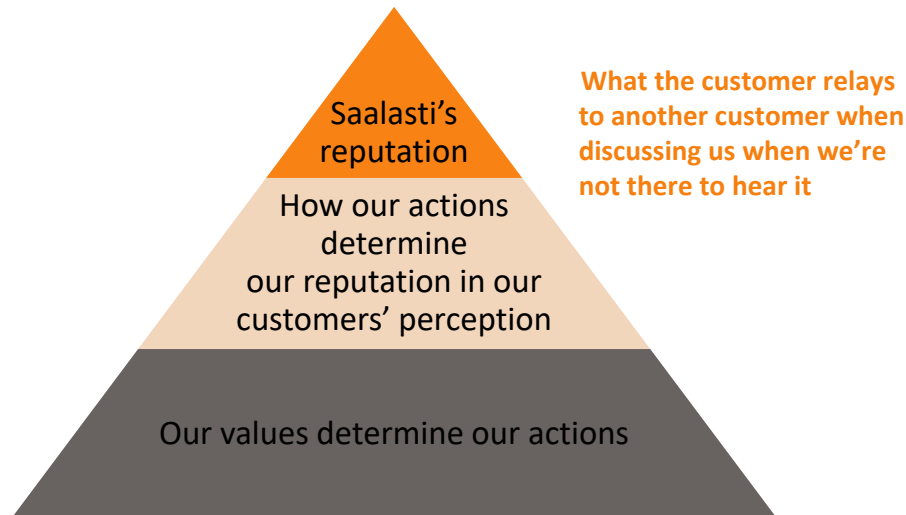 Saalasti’s
reputation
What the customer relays
to another customer when
discussing us when we’re
not there to hear it
How our actions
determine
our reputation in our
customers’ perception
Our values determine our actions